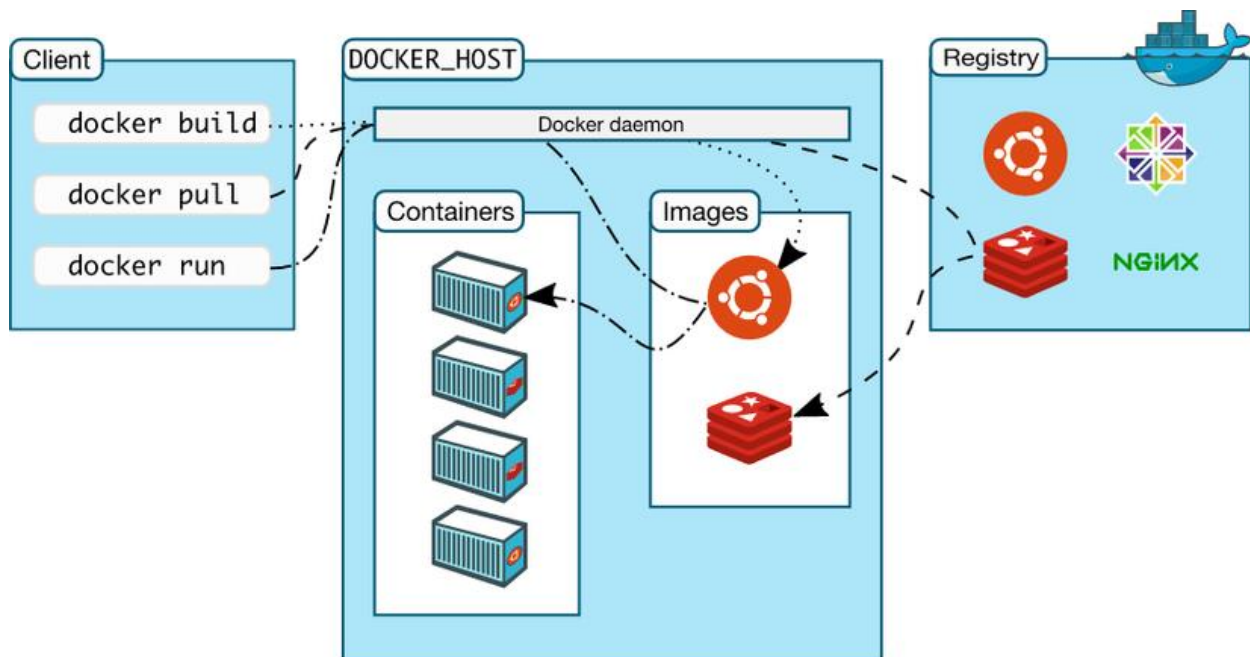 Client
docker build
docker pull
docker run
DOCKER_HOST
Docker daemon
Containers
Images
Registry
NGiNX